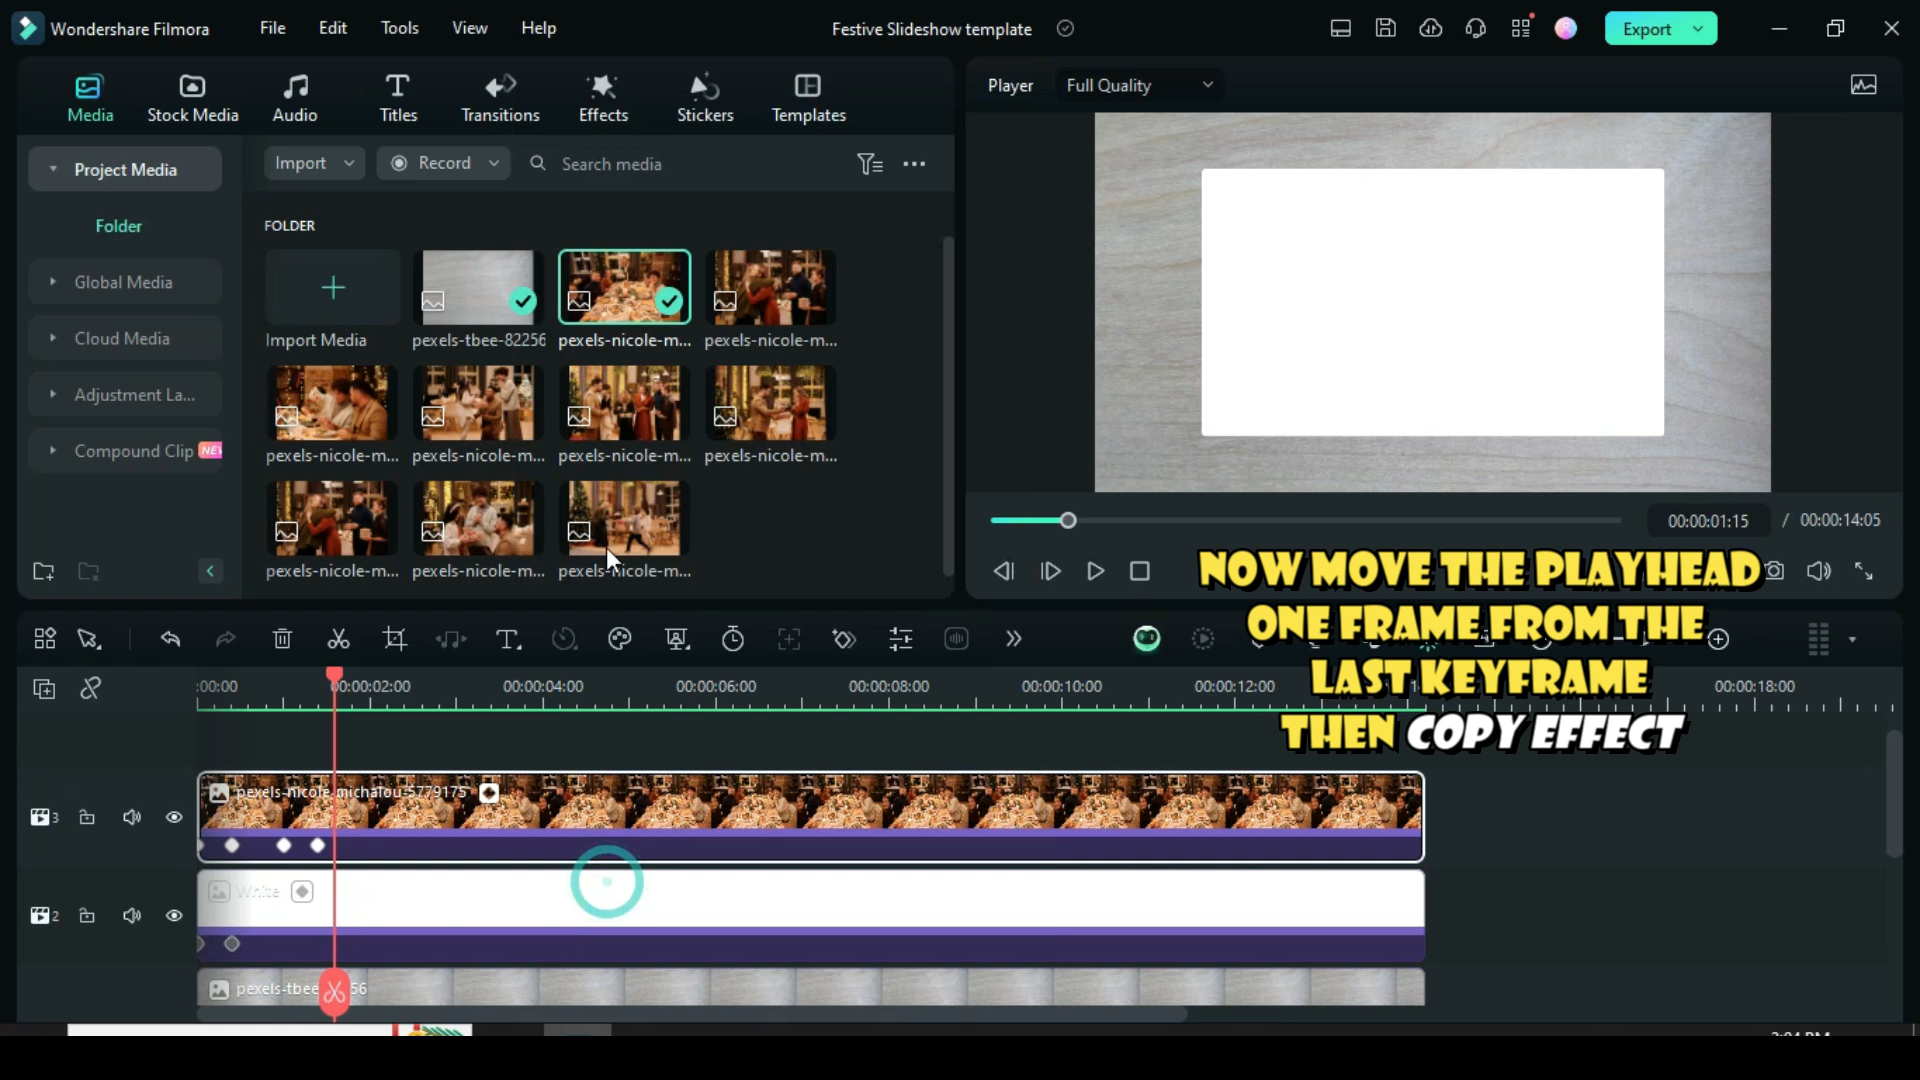 Wondershare Filmora
File
Edit
Tools
View
Help
Festive Slideshow template
Export
Media
Stock Media
Audio
Titles
Transitions
Effects
Stickers
Templates
Player
Full Quality
Project Media
Folder
Global Media
Cloud Media
Adjustment La...
Compound Clip
Import
Record
Search media
FOLDER
Import Media
pexels-tbee-82256
pexels-nicole-m...
pexels-nicole-m...
pexels-nicole-m...
pexels-nicole-m...
pexels-nicole-m...
pexels-nicole-m...
pexels-nicole-m...
pexels-nicole-m...
pexels-nicole-m...
00:00:01:15 / 00:00:14:05
NOW MOVE THE PLAYHEAD
ONE FRAME FROM THE
LAST KEYFRAME
THEN COPY EFFECT
:00:00
00:00:02:00
00:00:04:00
00:00:06:00
00:00:08:00
00:00:10:00
00:00:12:00
00:00:18:00
3
pexels-nicole-michalou-5779175
2
White
pexels-tbee
56